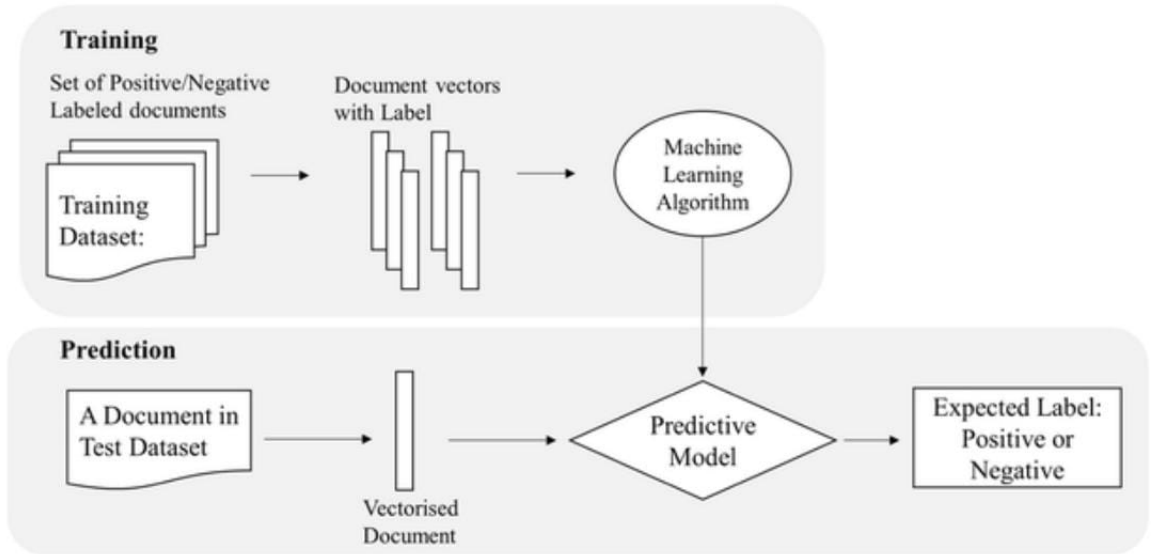 Training
Set of Positive/Negative
Labeled documents
Document vectors
with Label
Training
Dataset:
Machine
Learning
Algorithm
Prediction
A Document in
Test Dataset
Vectorised
Document
Predictive
Model
Expected Label:
Positive or
Negative